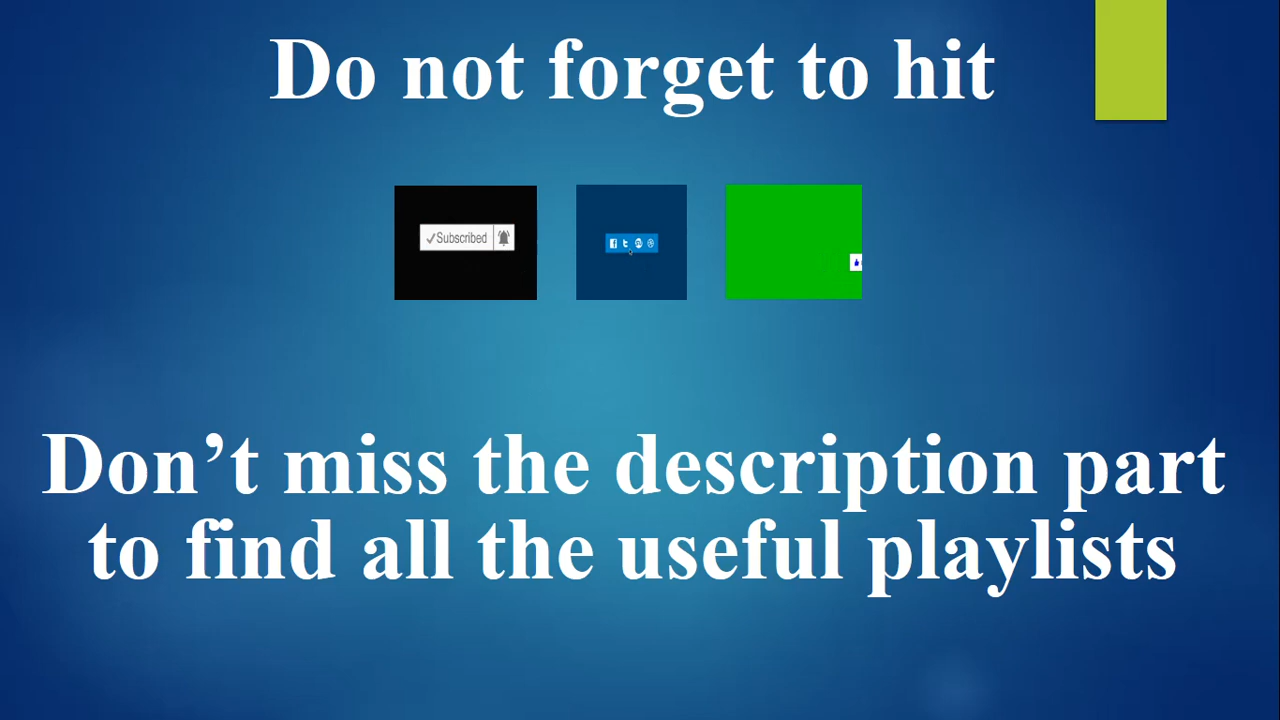 Do not forget to hit
✓Subscribed
Don’t miss the description part
to find all the useful playlists